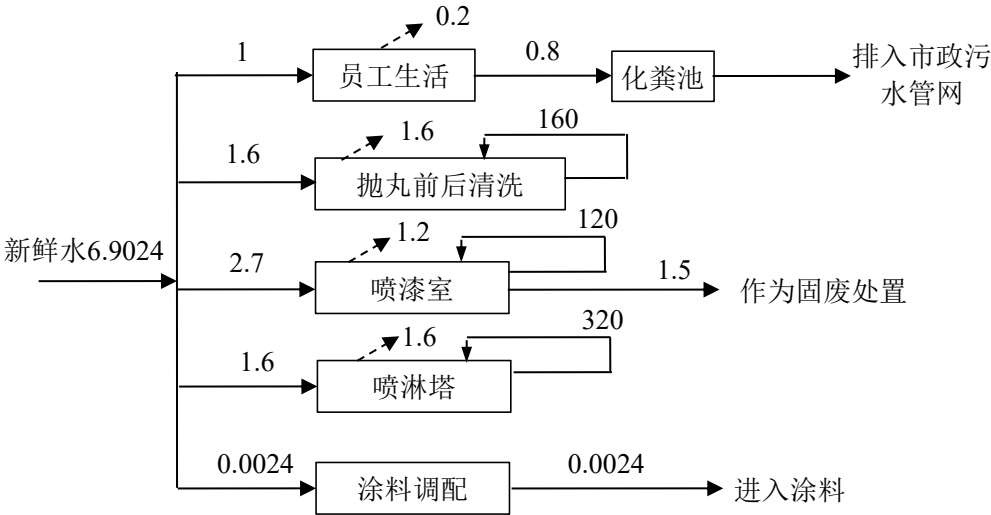 0.2
1
员工生活
0.8
化粪池
排入市政污
水管网
1.6
160
1.6
抛丸前后清洗
新鲜水6.9024
1.2
120
2.7
喷漆室
1.5
作为固废处置
1.6
320
1.6
喷淋塔
0.0024
涂料调配
0.0024
进入涂料